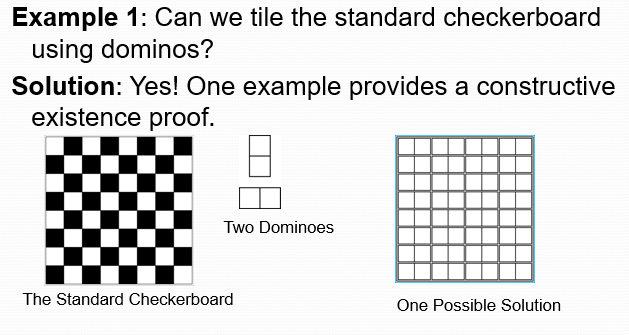 Example 1: Can we tile the standard checkerboard
using dominos?
Solution: Yes! One example provides a constructive
existence proof.
Two Dominoes
The Standard Checkerboard
One Possible Solution